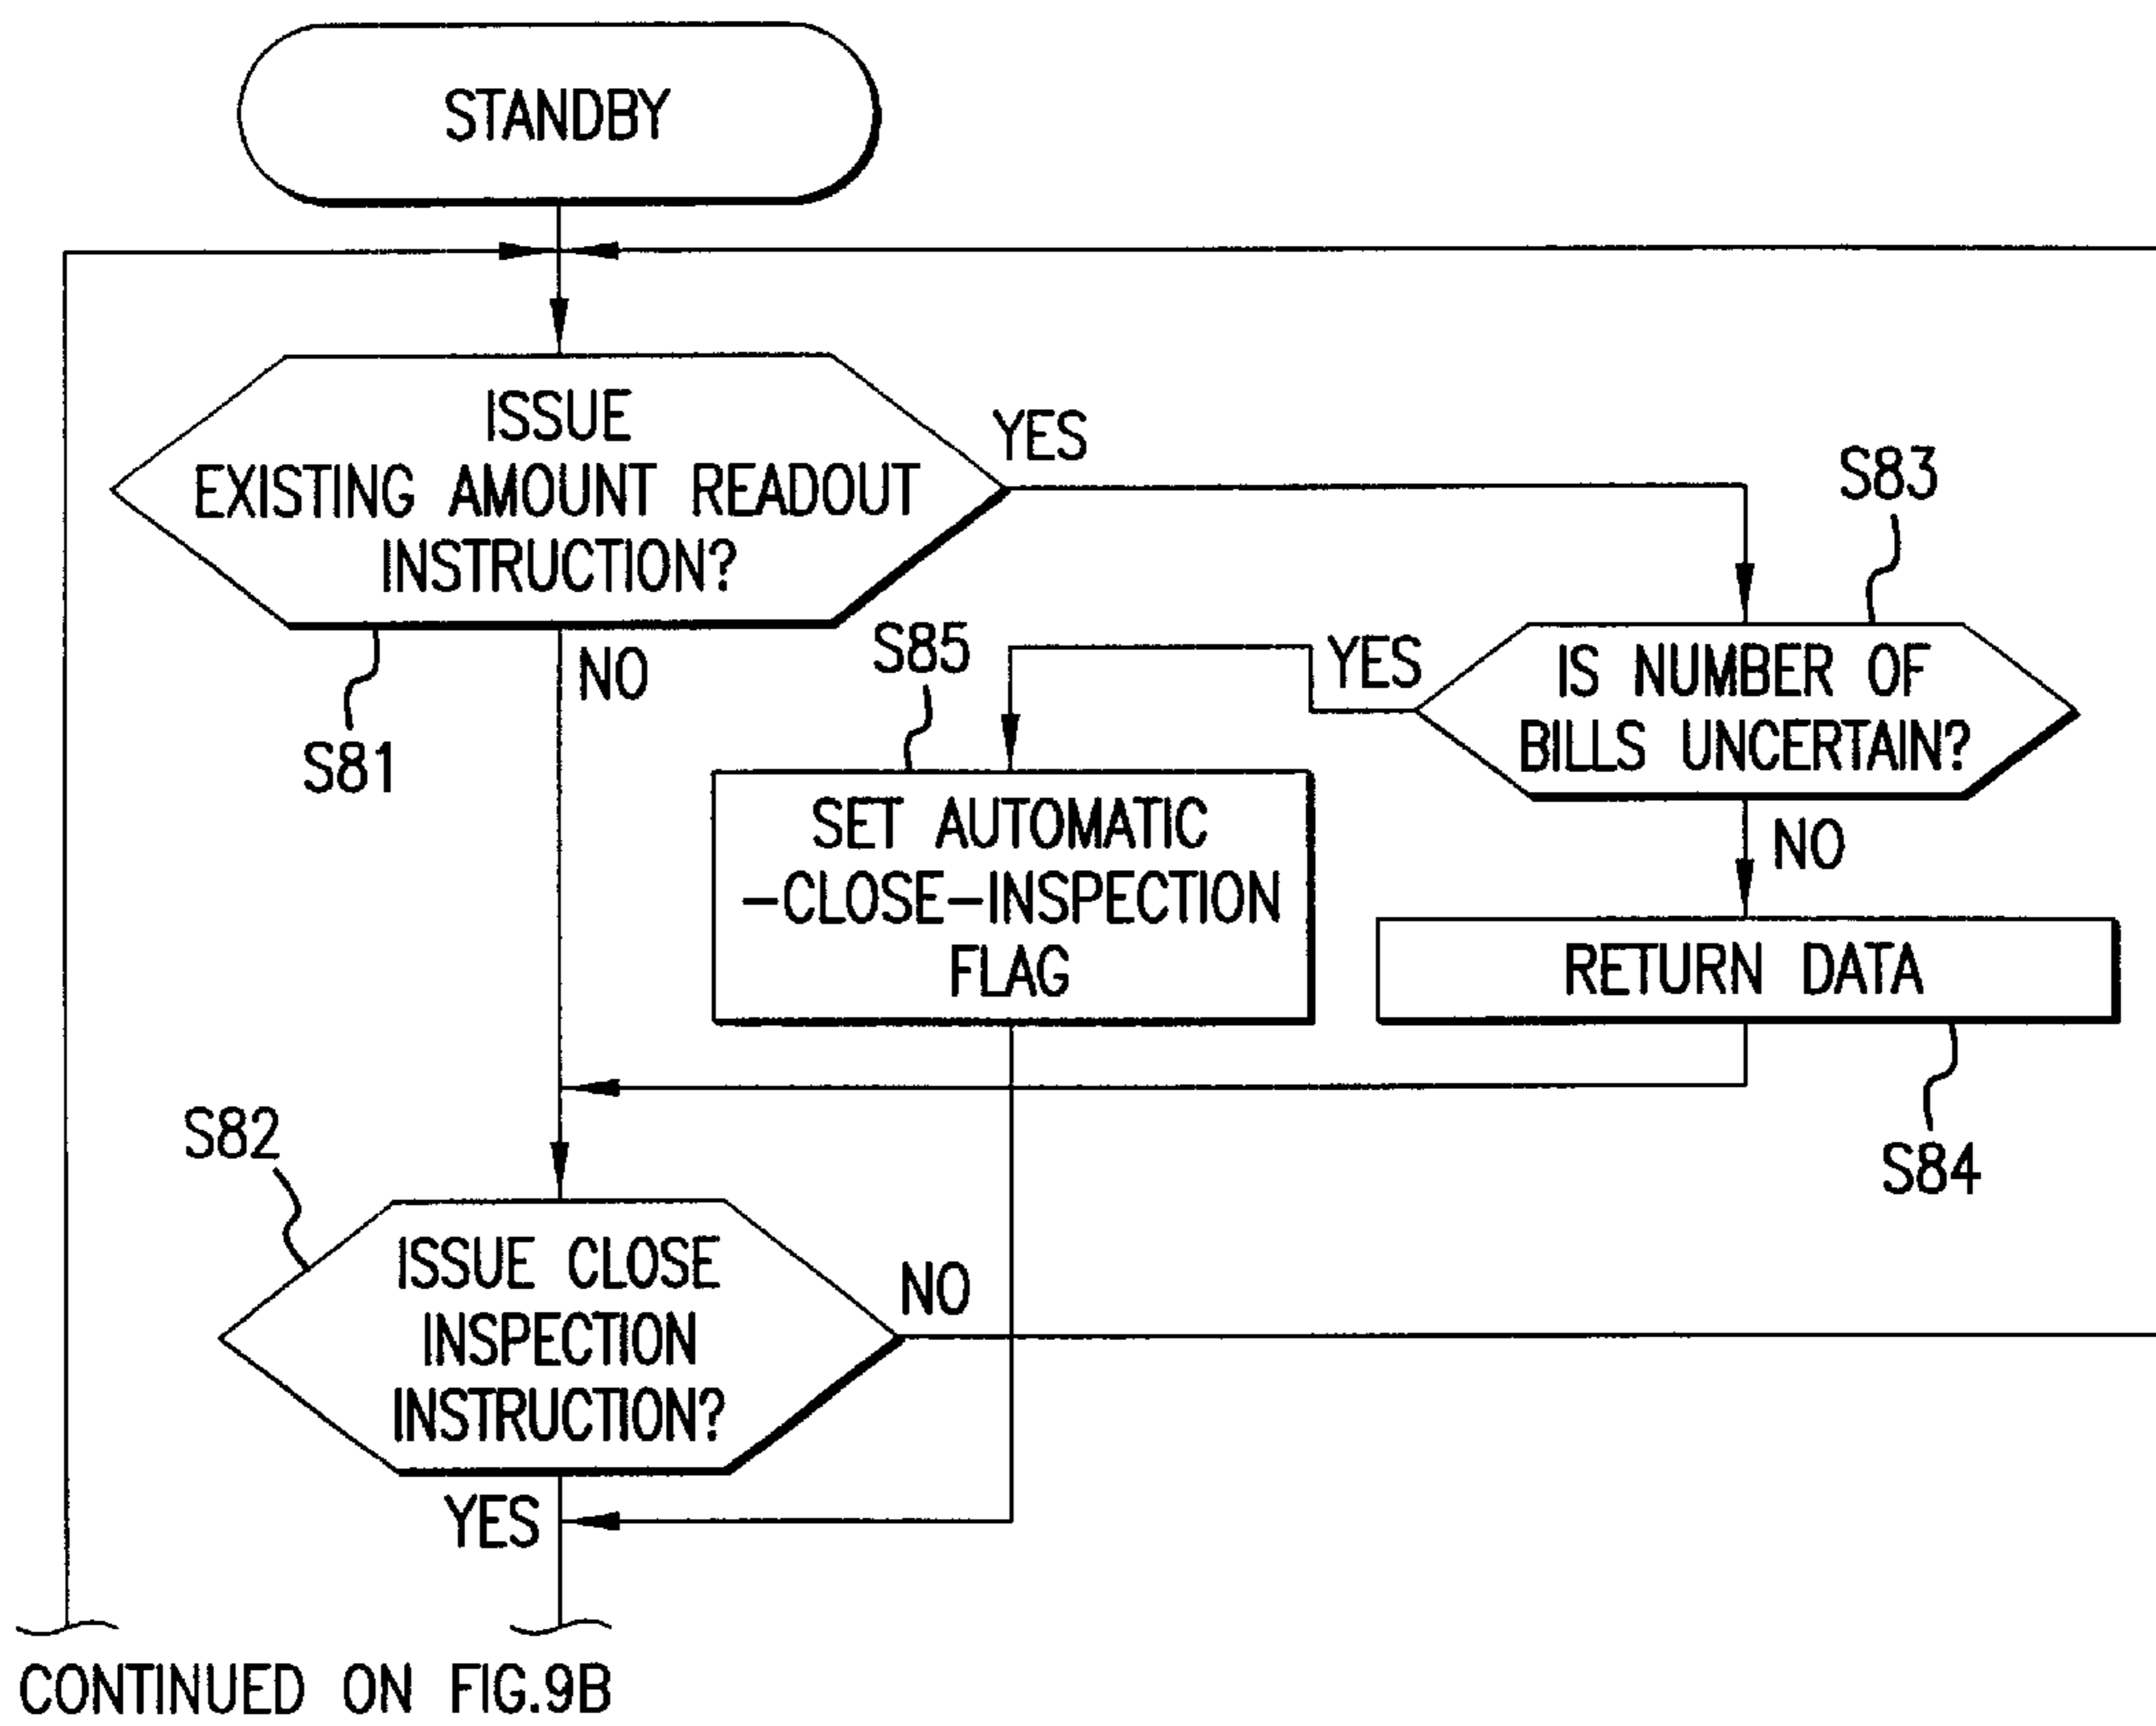 STANDBY
ISSUE
EXISTING AMOUNT READOUT
INSTRUCTION?
YES
NO
S81
S83
IS NUMBER OF
BILLS UNCERTAIN?
YES
NO
S85
SET AUTOMATIC
-CLOSE-INSPECTION
FLAG
RETURN DATA
S84
S82
ISSUE CLOSE
INSPECTION
INSTRUCTION?
NO
YES
CONTINUED ON FIG.9B